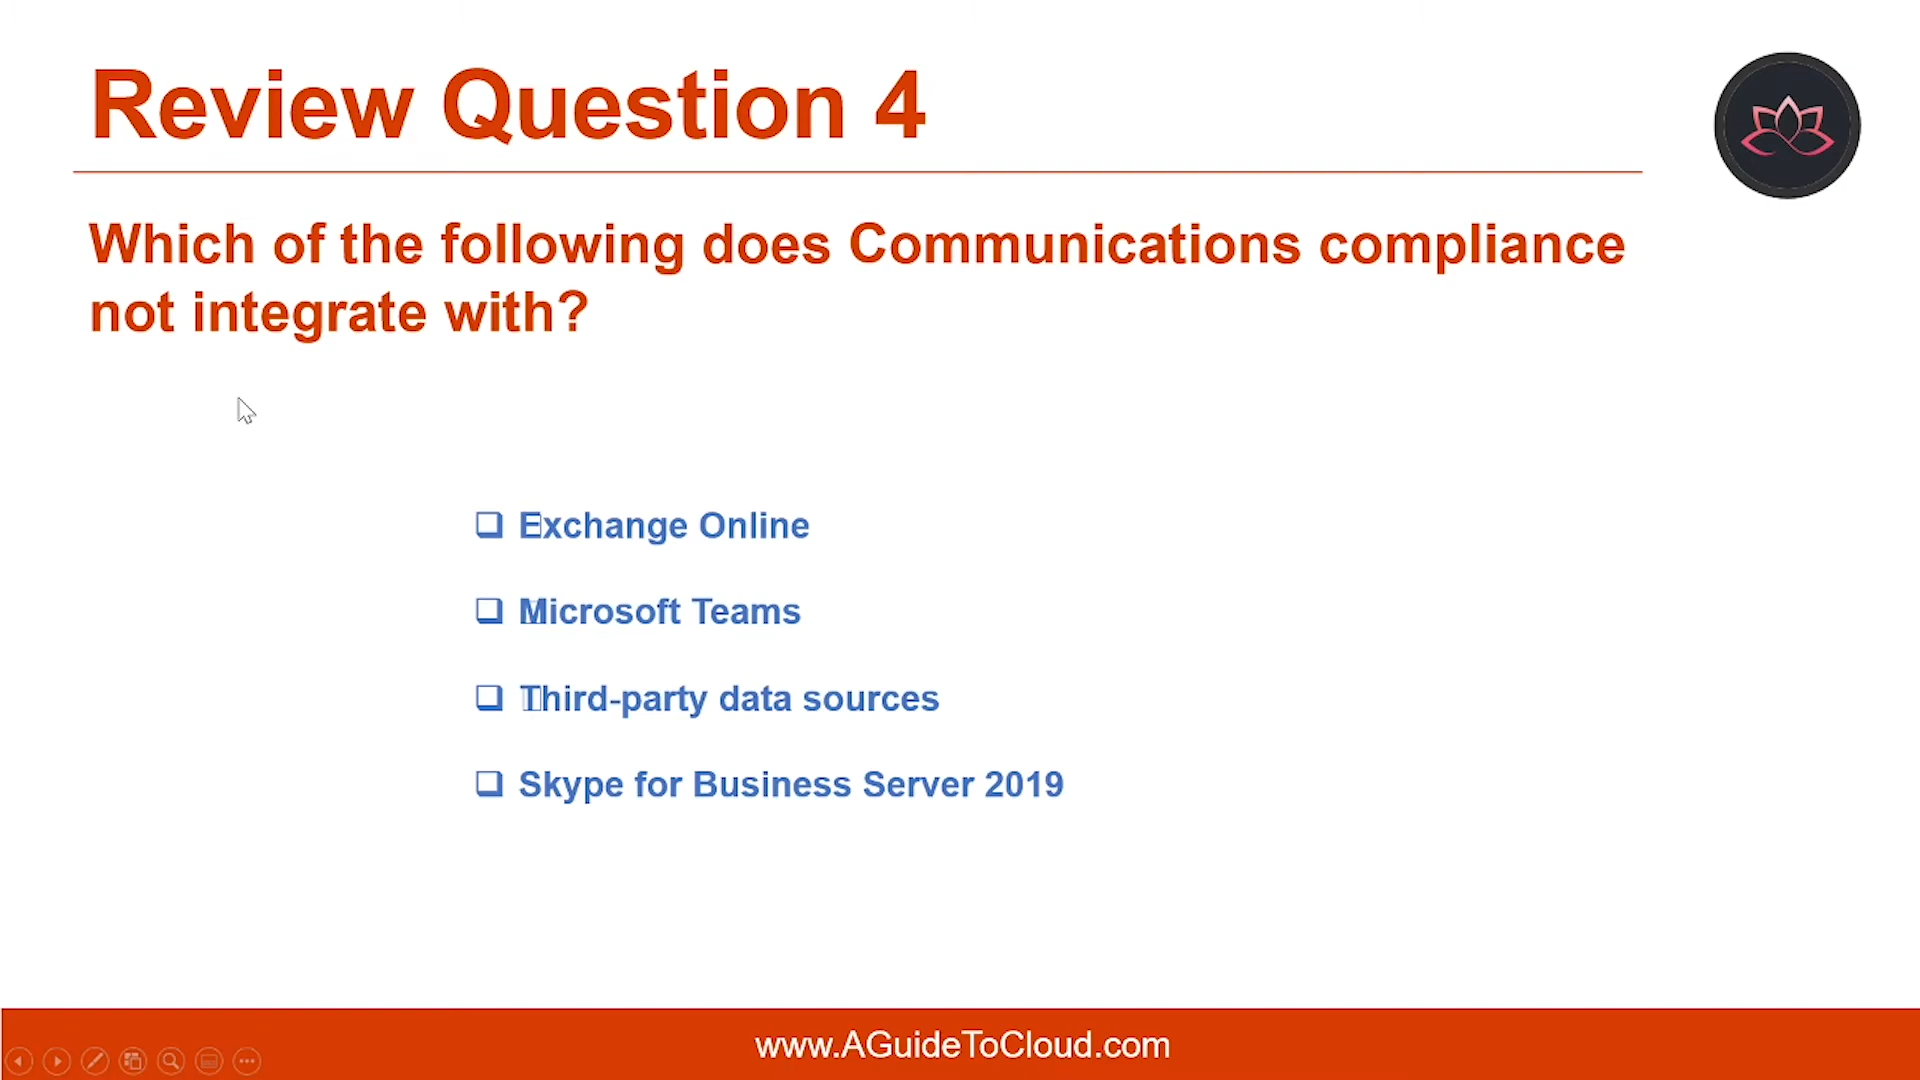 Review Question 4
Which of the following does Communications compliance
not integrate with?
Exchange Online
Microsoft Teams
Third-party data sources
Skype for Business Server 2019
www.AGuideToCloud.com